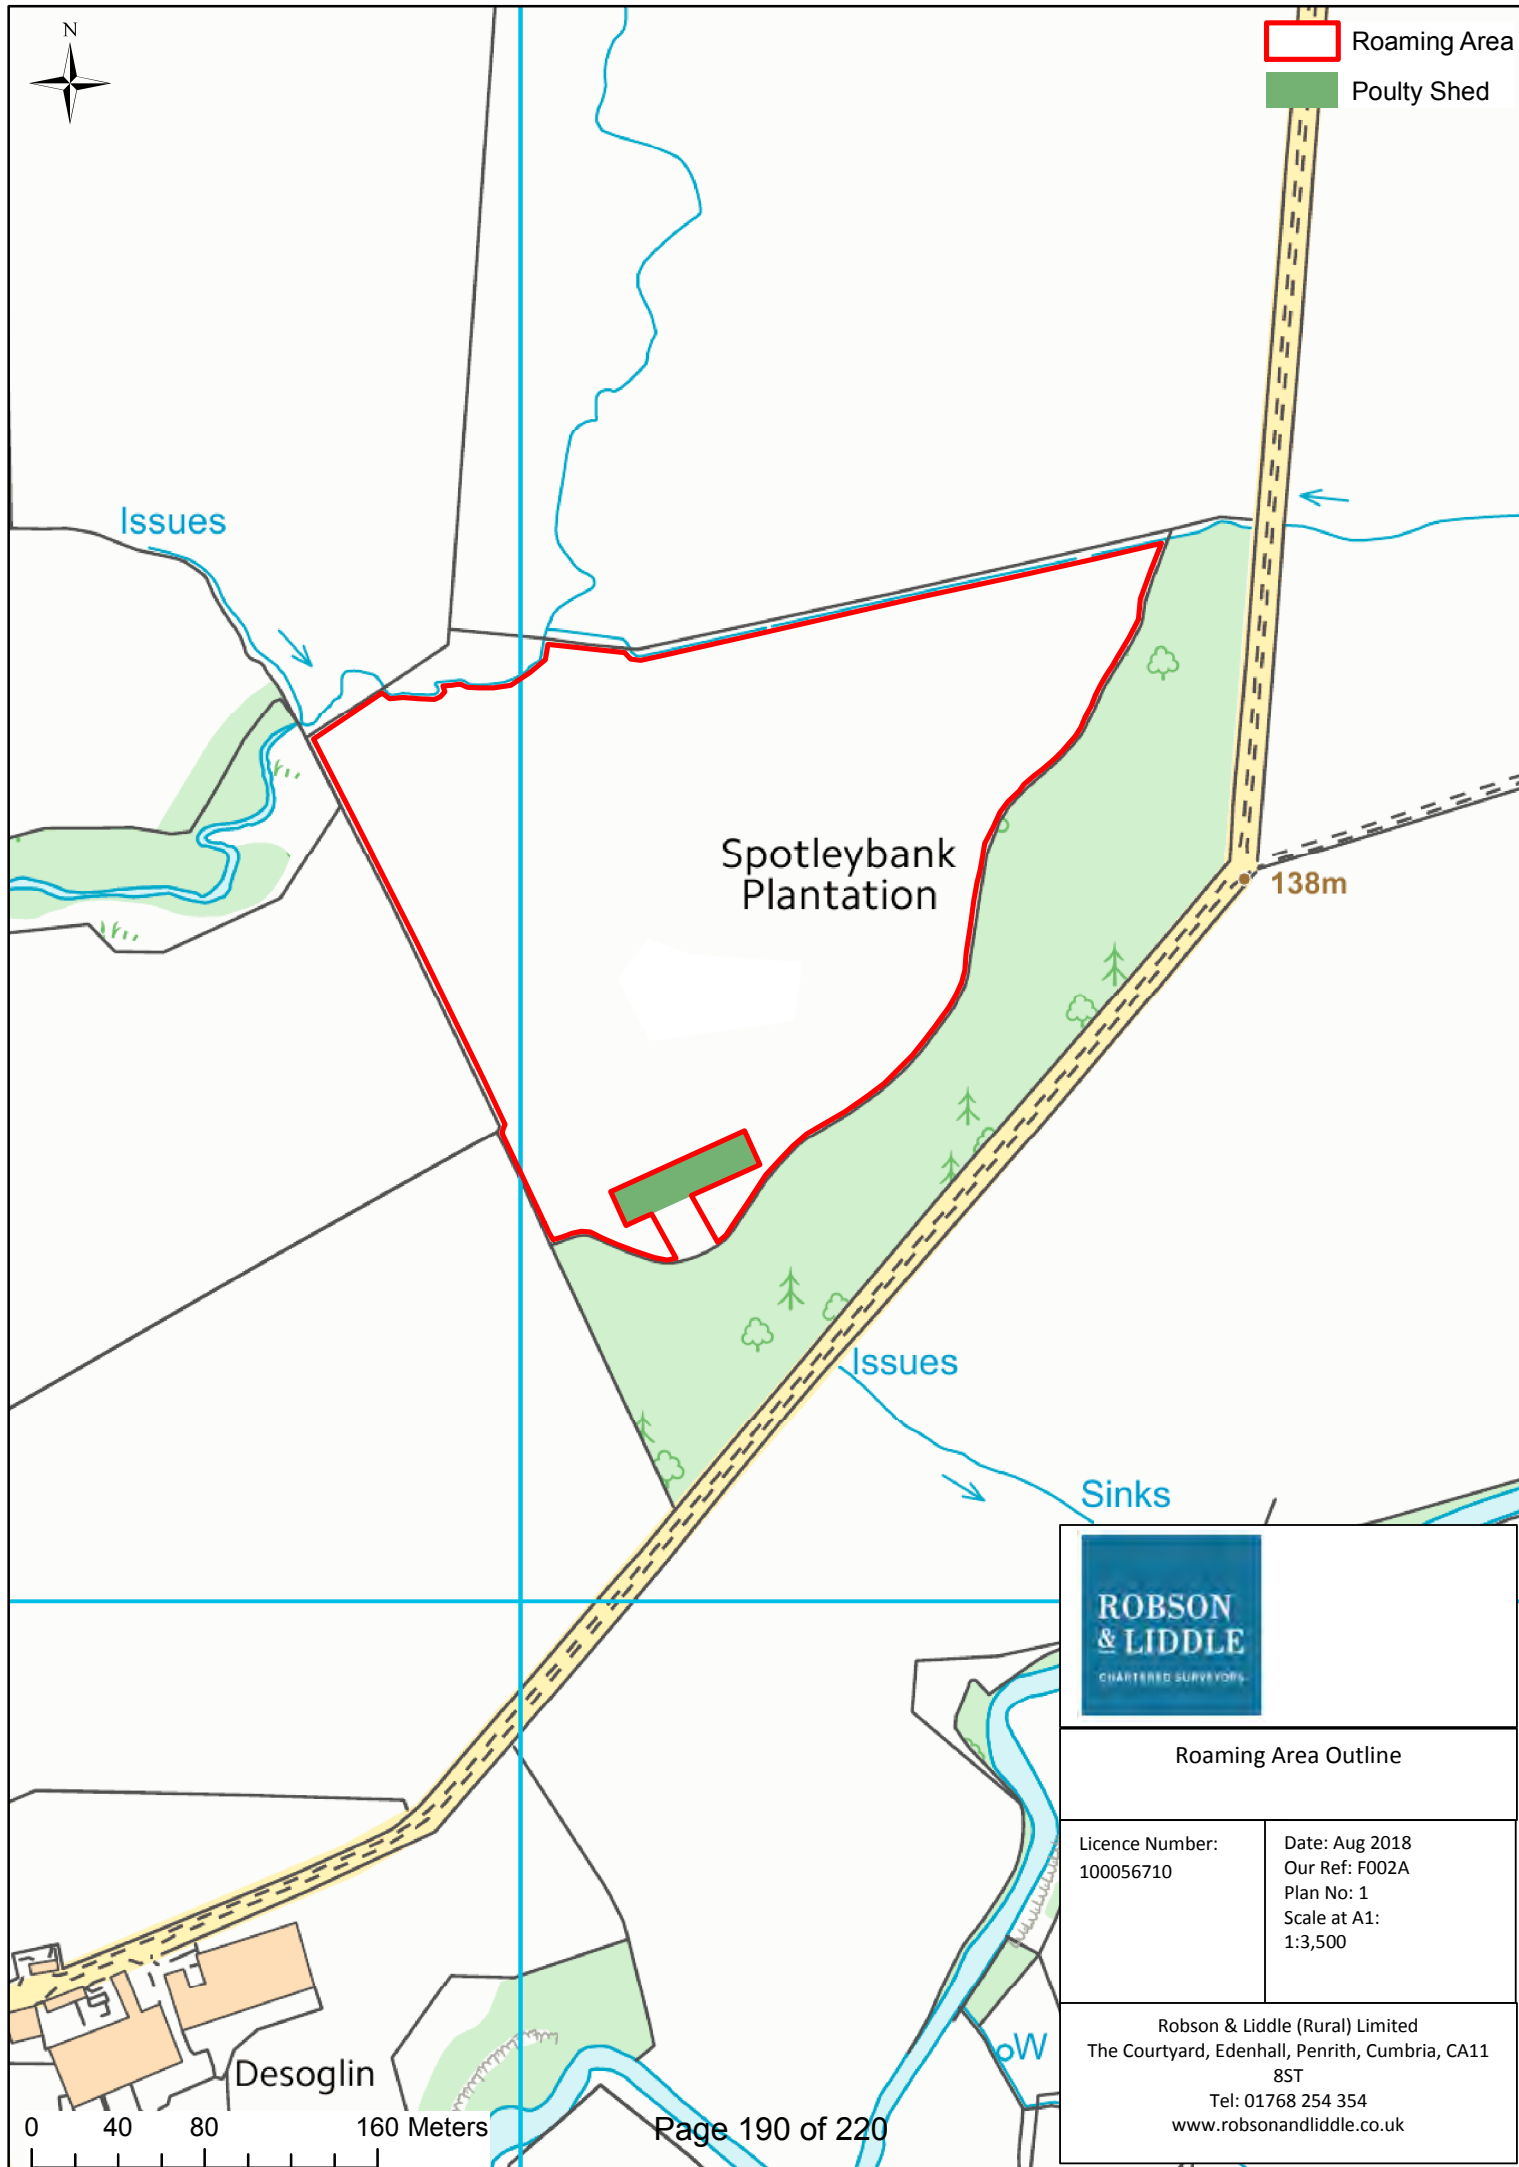 N
Roaming Area
Poulty Shed
Issues
Spotleybank
Plantation
138m
Issues
Sinks
ROBSON
& LIDDLE
CHARTERED SURVEYORS
Roaming Area Outline
Licence Number:
100056710
Date: Aug 2018
Our Ref: F002A
Plan No: 1
Scale at A1:
1:3,500
Robson & Liddle (Rural) Limited
The Courtyard, Edenhall, Penrith, Cumbria, CA11
8ST
Tel: 01768 254 354
www.robsonandliddle.co.uk
W
Desoglin
0 40 80 160 Meters
Page 190 of 220